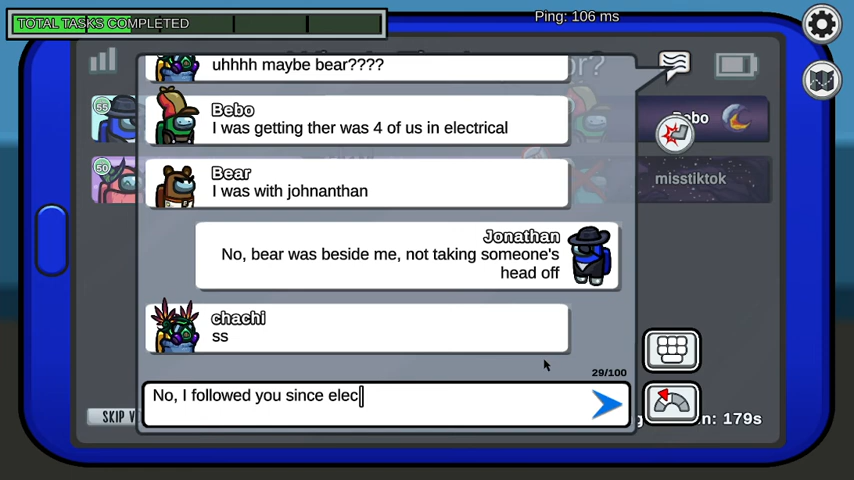 TOTAL TASKS COMPLETED
Ping: 106 ms
or?
uhhhh maybe bear????
Bebo
I was getting ther was 4 of us in electrical
Bear
I was with johnanthan
Jonathan
No, bear was beside me, not taking someone's
head off
chachi
ss
29/100
No, I followed you since elec
55
50
Bebo
misstiktok
SKIP V
n: 179s